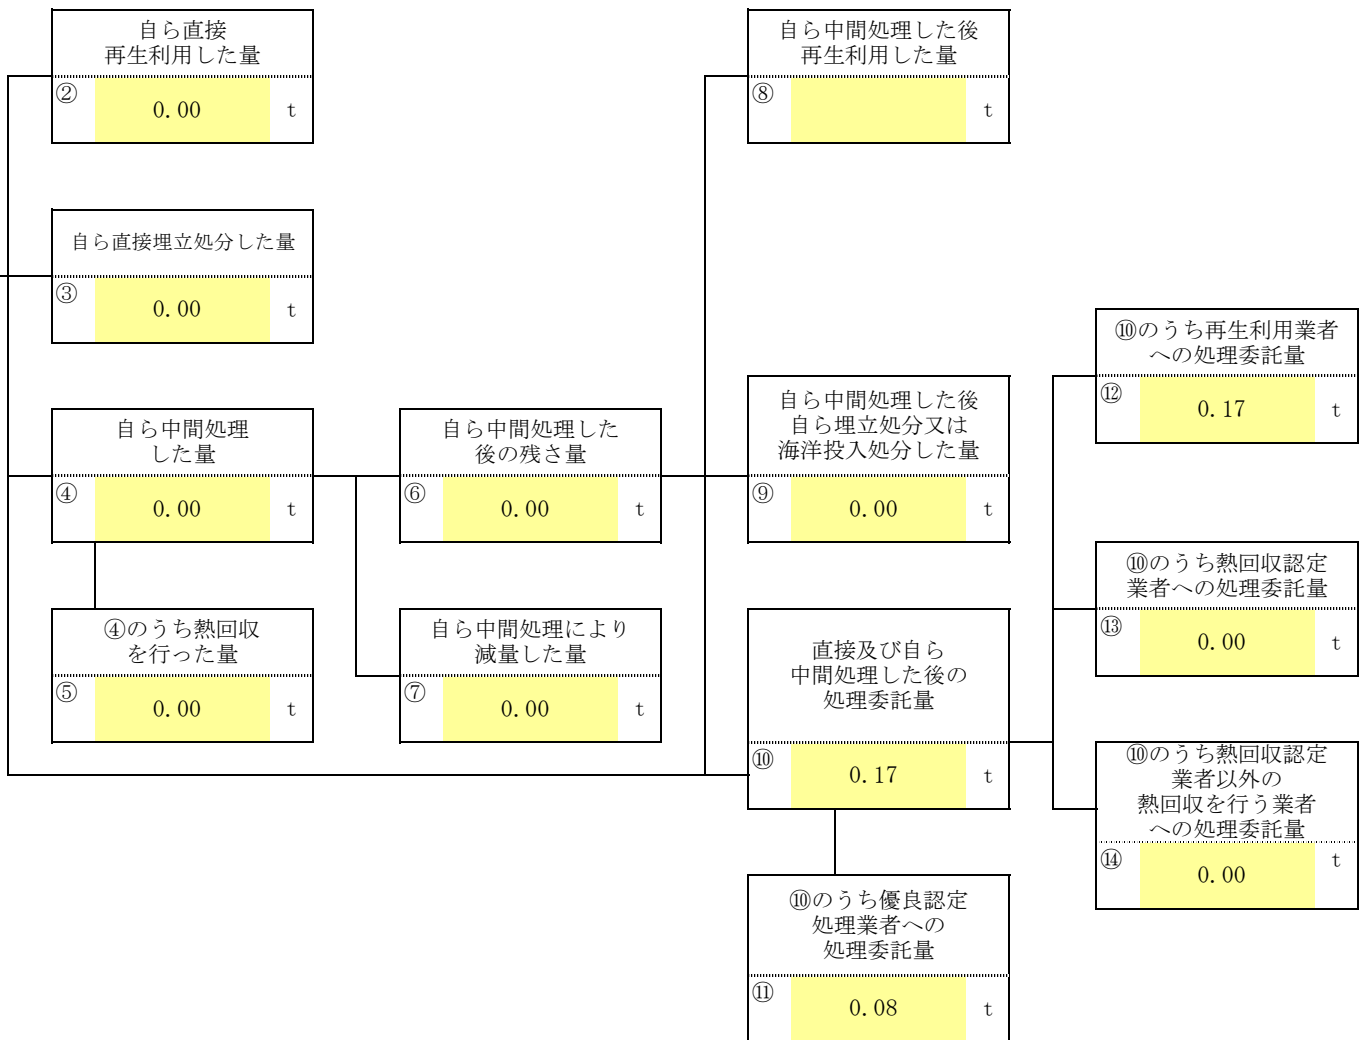 自ら直接
再生利用した量
②
0.00
t
自ら直接埋立処分した量
③
0.00
t
自ら中間処理
した量
④
0.00
t
④のうち熱回収
を行った量
⑤
0.00
t
自ら中間処理した
後の残さ量
⑥
0.00
t
自ら中間処理により
減量した量
⑦
0.00
t
自ら中間処理した後
再生利用した量
⑧
t
自ら中間処理した後
自ら埋立処分又は
海洋投入処分した量
⑨
0.00
t
直接及び自ら
中間処理した後の
処理委託量
⑩
0.17
t
⑩のうち優良認定
処理業者への
処理委託量
⑪
0.08
t
⑩のうち再生利用業者
への処理委託量
⑫
0.17
t
⑩のうち熱回収認定
業者への処理委託量
⑬
0.00
t
⑩のうち熱回収認定
業者以外の
熱回収を行う業者
への処理委託量
⑭
0.00
t